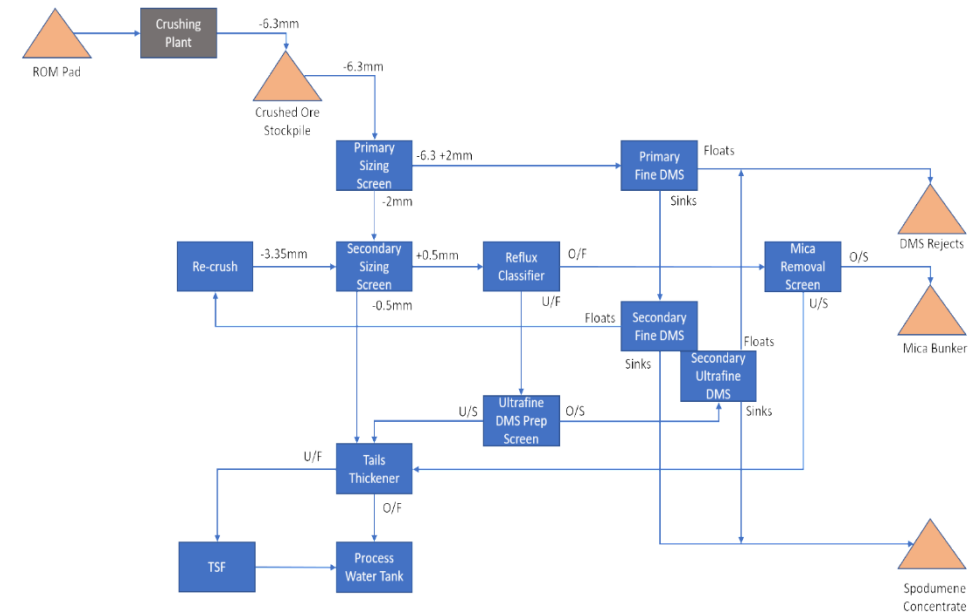 Crushing
Plant
-6.3mm
ROM Pad
-6.3mm
Crushed Ore
Stockpile
Primary
Sizing
Screen
-6.3 +2mm
Primary
Fine DMS
Floats
Sinks
-2mm
DMS Rejects
Re-crush
-3.35mm
Secondary
Sizing
Screen
+0.5mm
Reflux
Classifier
O/F
Mica
Removal
Screen
O/S
U/F
U/S
-0.5mm
Floats
Secondary
Fine DMS
Mica Bunker
Floats
Sinks
Secondary
Ultrafine
DMS
Sinks
U/S
Ultrafine
DMS Prep
Screen
O/S
U/F
Tails
Thickener
O/F
TSF
Process
Water Tank
Spodumene
Concentrate